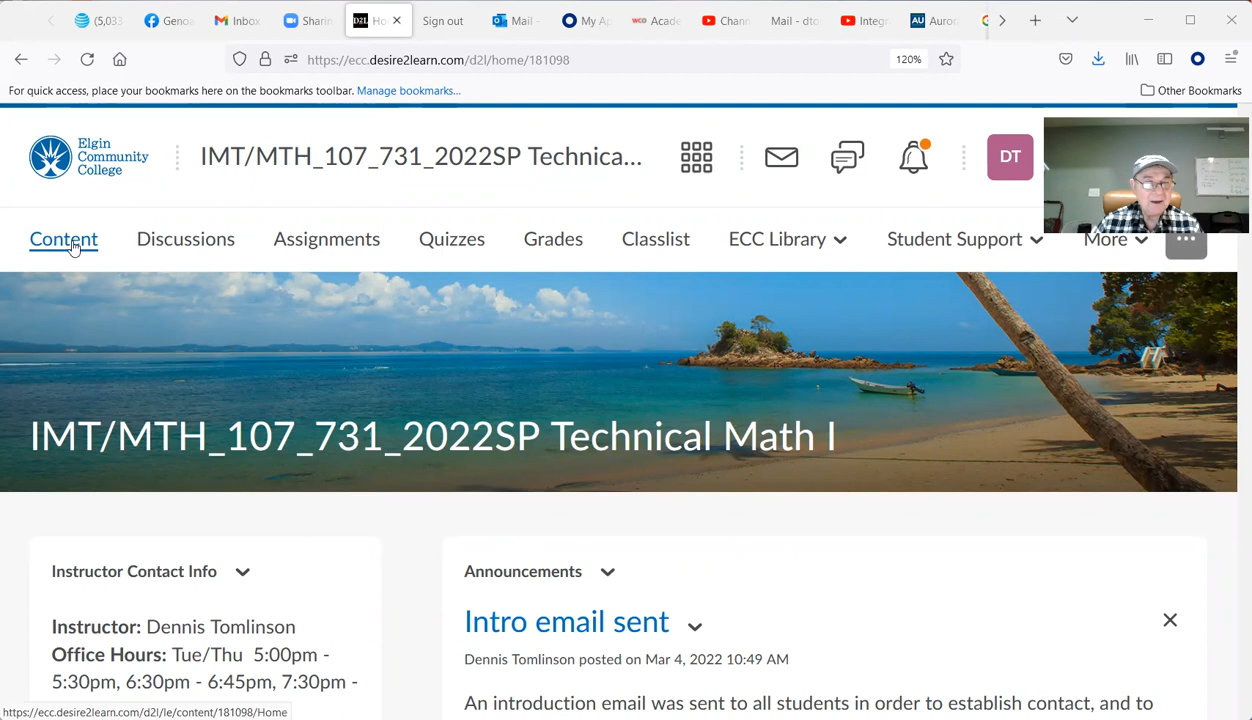 (5,033
Geno
Inbox
Sharin
D2L
Ho
Sign out
Mail -
My Ap
Acade
Chann
Mail - dto
Integr
AU
Auror
https://ecc.desire2learn.com/d2l/home/181098
120%
For quick access, place your bookmarks here on the bookmarks toolbar. Manage bookmarks...
Other Bookmarks
Elgin
Community
College
IMT/MTH_107_731_2022SP Technica...
DT
Content
Discussions
Assignments
Quizzes
Grades
Classlist
ECC Library
Student Support
More
IMT/MTH_107_731_2022SP Technical Math I
Instructor Contact Info
Instructor: Dennis Tomlinson
Office Hours: Tue/Thu 5:00pm -
5:30pm, 6:30pm - 6:45pm, 7:30pm -
Announcements
Intro email sent
Dennis Tomlinson posted on Mar 4, 2022 10:49 AM
An introduction email was sent to all students in order to establish contact, and to
https://ecc.desire2learn.com/d2l/le/content/181098/Home